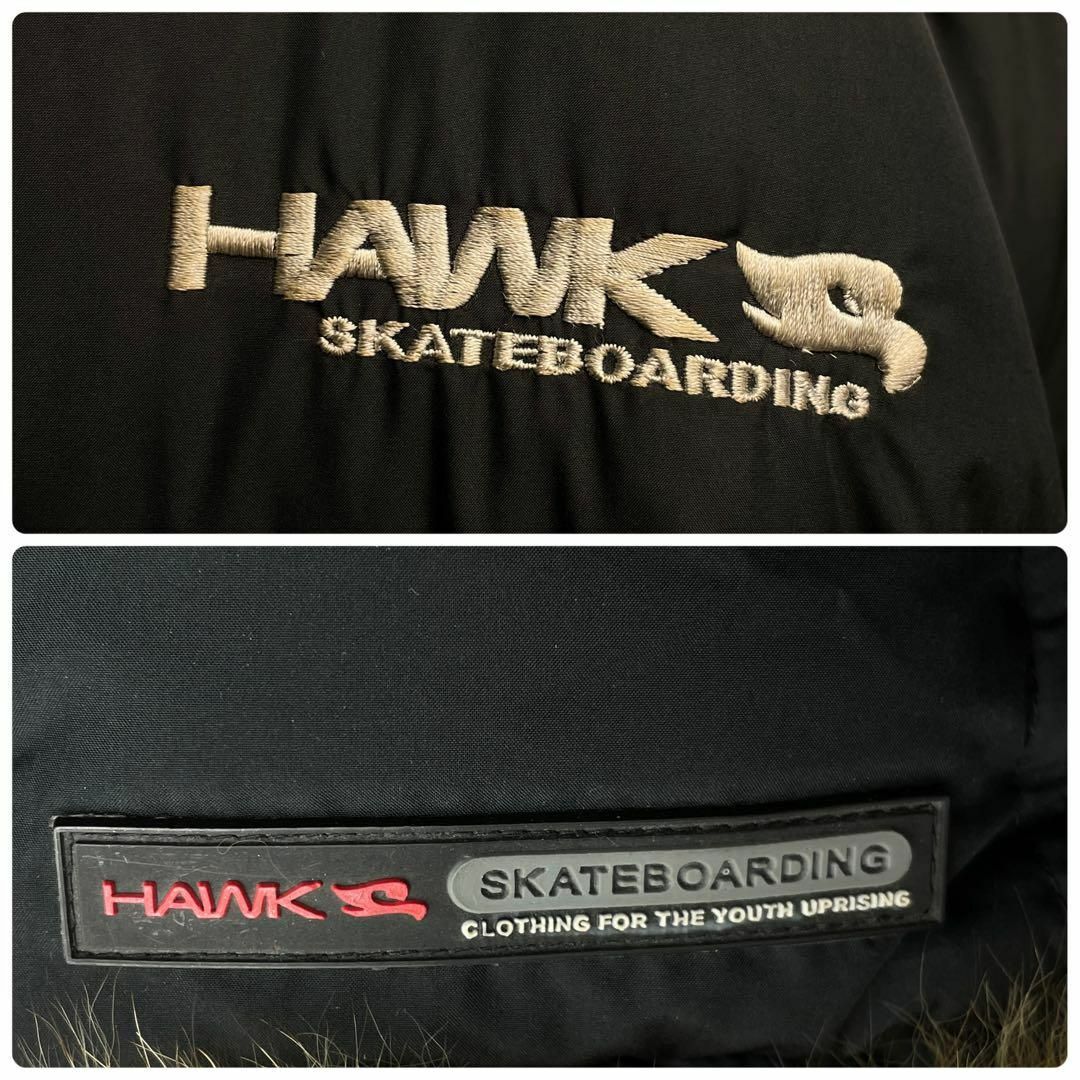 HAWK
SKATEBOARDING
HAWK SKATEBOARDING
CLOTHING FOR THE YOUTH UPRISING